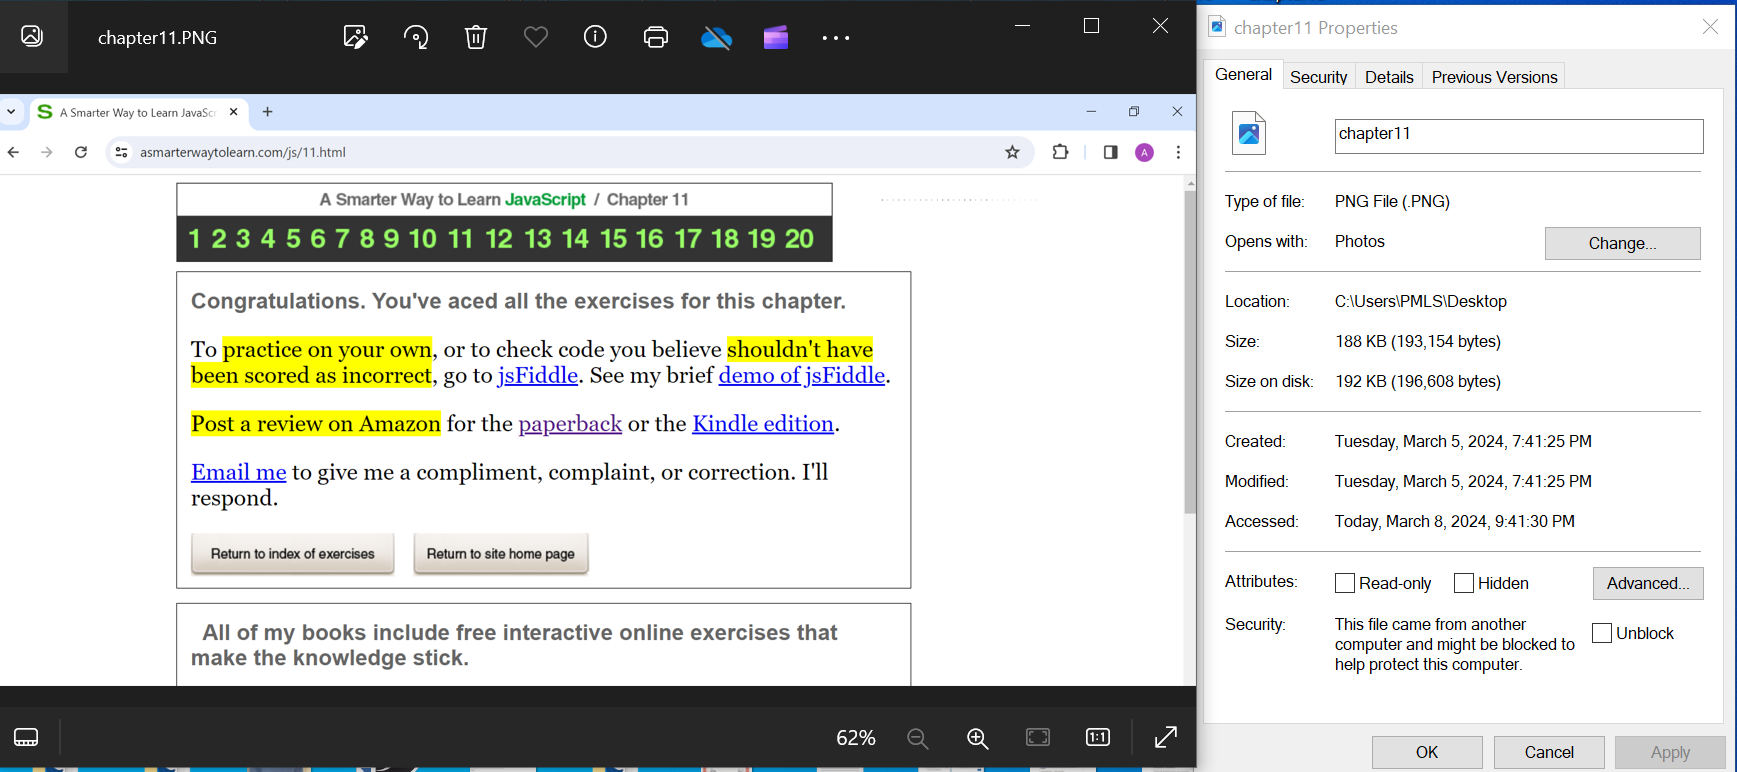 chapter11.PNG
A Smarter Way to Learn JavaSc
asmarterwaytolearn.com/js/11.html
A
A Smarter Way to Learn JavaScript / Chapter 11
1 2 3 4 5 6 7 8 9 10 11 12 13 14 15 16 17 18 19 20
Congratulations. You've aced all the exercises for this chapter.
To practice on your own, or to check code you believe shouldn't have
been scored as incorrect, go to jsFiddle. See my brief demo of jsFiddle.
Post a review on Amazon for the paperback or the Kindle edition.
Email me to give me a compliment, complaint, or correction. I'll
respond.
Return to index of exercises Return to site home page
All of my books include free interactive online exercises that
make the knowledge stick.
62%
1:1
chapter11 Properties
General Security Details Previous Versions
chapter11
Type of file: PNG File (.PNG)
Opens with: Photos Change...
Location: C:\Users\PMLS\Desktop
Size: 188 KB (193,154 bytes)
Size on disk: 192 KB (196,608 bytes)
Created: Tuesday, March 5, 2024, 7:41:25 PM
Modified: Tuesday, March 5, 2024, 7:41:25 PM
Accessed: Today, March 8, 2024, 9:41:30 PM
Attributes: Read-only Hidden Advanced...
Security: This file came from another
computer and might be blocked to
help protect this computer.
Unblock
OK Cancel Apply